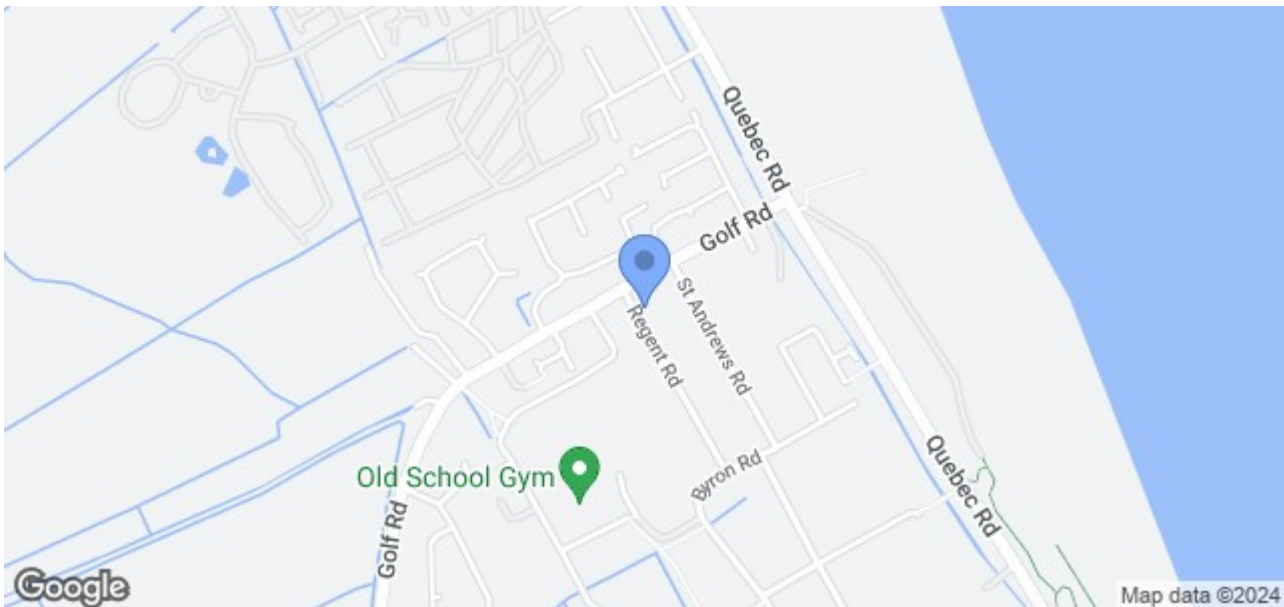 Quebec Rd
Golf Rd
St Andrews Rd
Regent Rd
Byron Rd
Quebec Rd
Old School Gym
Golf Rd
Google
Map data ©2024